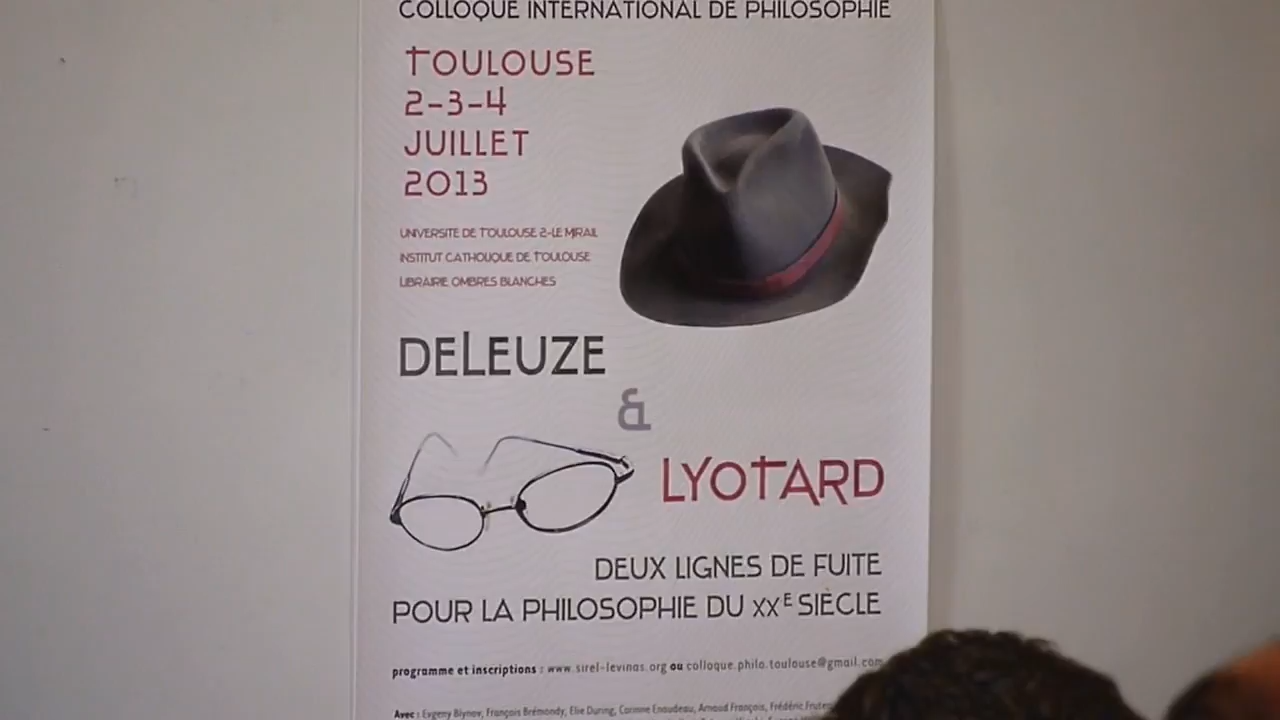 COLLOQUE INTERNATIONAL DE PHILOSOPHIE
TOULOUSE
2-3-4
JUILLET
2013
UNIVERSITÉ DE TOULOUSE 2-LE MIRAIL
INSTITUT CATHOLIQUE DE TOULOUSE
LIBRAIRIE OMBRES BLANCHES
DELEUZE
&
LYOTARD
DEUX LIGNES DE FUITE
POUR LA PHILOSOPHIE DU XXE SIÈCLE
programme et inscriptions : www.sirel-levinas.org ou colloque.philo.toulouse@gmail.com
Avec : Evgeny Blynov, François Brémondy, Elie During, Corinne Enaudeau, Arnaud François, Frédéric